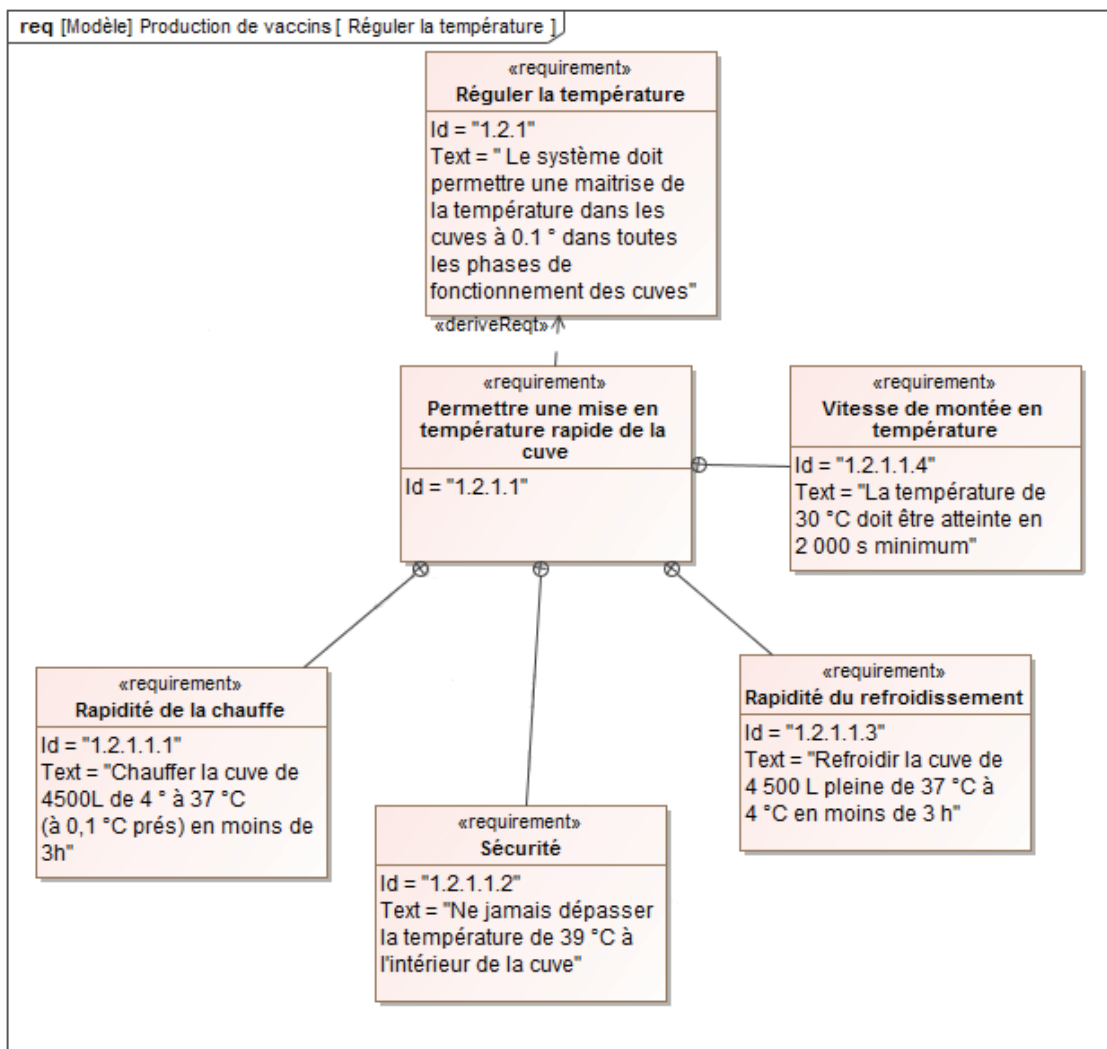 req [Modèle] Production de vaccins [ Réguler la température ]
«requirement»
Réguler la température
Id = "1.2.1"
Text = " Le système doit
permettre une maitrise de
la température dans les
cuves à 0.1 ° dans toutes
les phases de
fonctionnement des cuves"
«deriveReqt»
«requirement»
Permettre une mise en
température rapide de la
cuve
Id = "1.2.1.1"
«requirement»
Vitesse de montée en
température
Id = "1.2.1.1.4"
Text = "La température de
30 °C doit être atteinte en
2 000 s minimum"
«requirement»
Rapidité de la chauffe
Id = "1.2.1.1.1"
Text = "Chauffer la cuve de
4500L de 4 ° à 37 °C
(à 0,1 °C prés) en moins de
3h"
«requirement»
Sécurité
Id = "1.2.1.1.2"
Text = "Ne jamais dépasser
la température de 39 °C à
l'intérieur de la cuve"
«requirement»
Rapidité du refroidissement
Id = "1.2.1.1.3"
Text = "Refroidir la cuve de
4 500 L pleine de 37 °C à
4 °C en moins de 3 h"